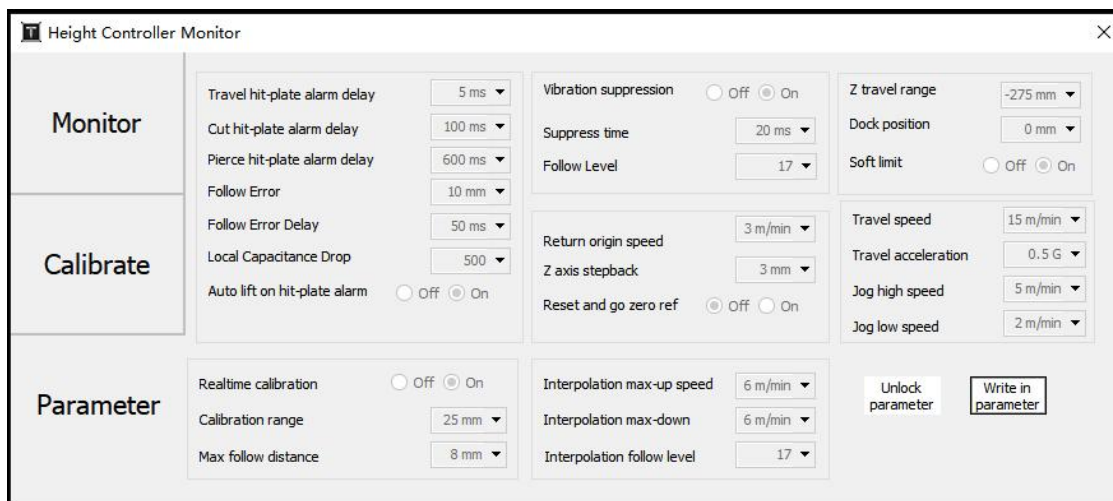 Height Controller Monitor
Monitor
Calibrate
Parameter
Travel hit-plate alarm delay 5 ms
Cut hit-plate alarm delay 100 ms
Pierce hit-plate alarm delay 600 ms
Follow Error 10 mm
Follow Error Delay 50 ms
Local Capacitance Drop 500
Auto lift on hit-plate alarm Off On
Vibration suppression Off On
Suppress time 20 ms
Follow Level 17
Z travel range -275 mm
Dock position 0 mm
Soft limit Off On
Return origin speed 3 m/min
Z axis stepback 3 mm
Reset and go zero ref Off On
Travel speed 15 m/min
Travel acceleration 0.5 G
Jog high speed 5 m/min
Jog low speed 2 m/min
Realtime calibration Off On
Calibration range 25 mm
Max follow distance 8 mm
Interpolation max-up speed 6 m/min
Interpolation max-down 6 m/min
Interpolation follow level 17
Unlock
parameter
Write in
parameter